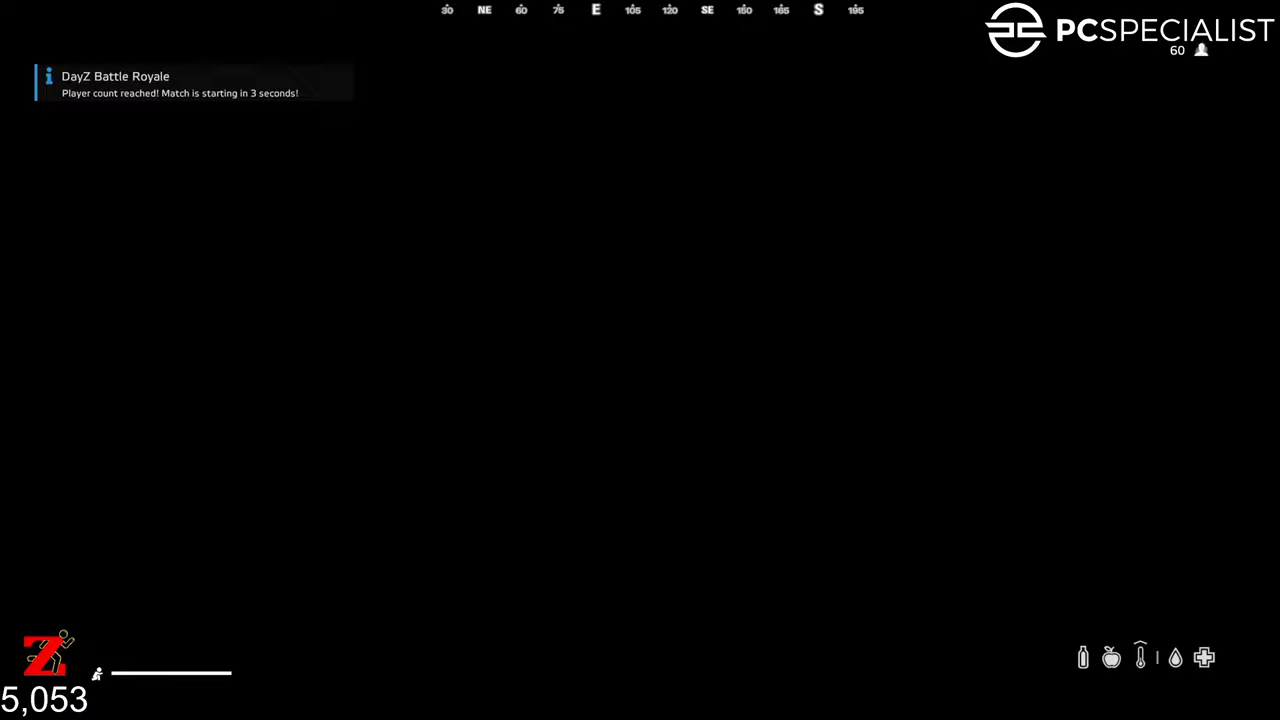 30 NE 60 75 E 105 120 SE 150 165 S 195
PCSPECIALIST
60
DayZ Battle Royale
Player count reached! Match is starting in 3 seconds!
Z
5,053